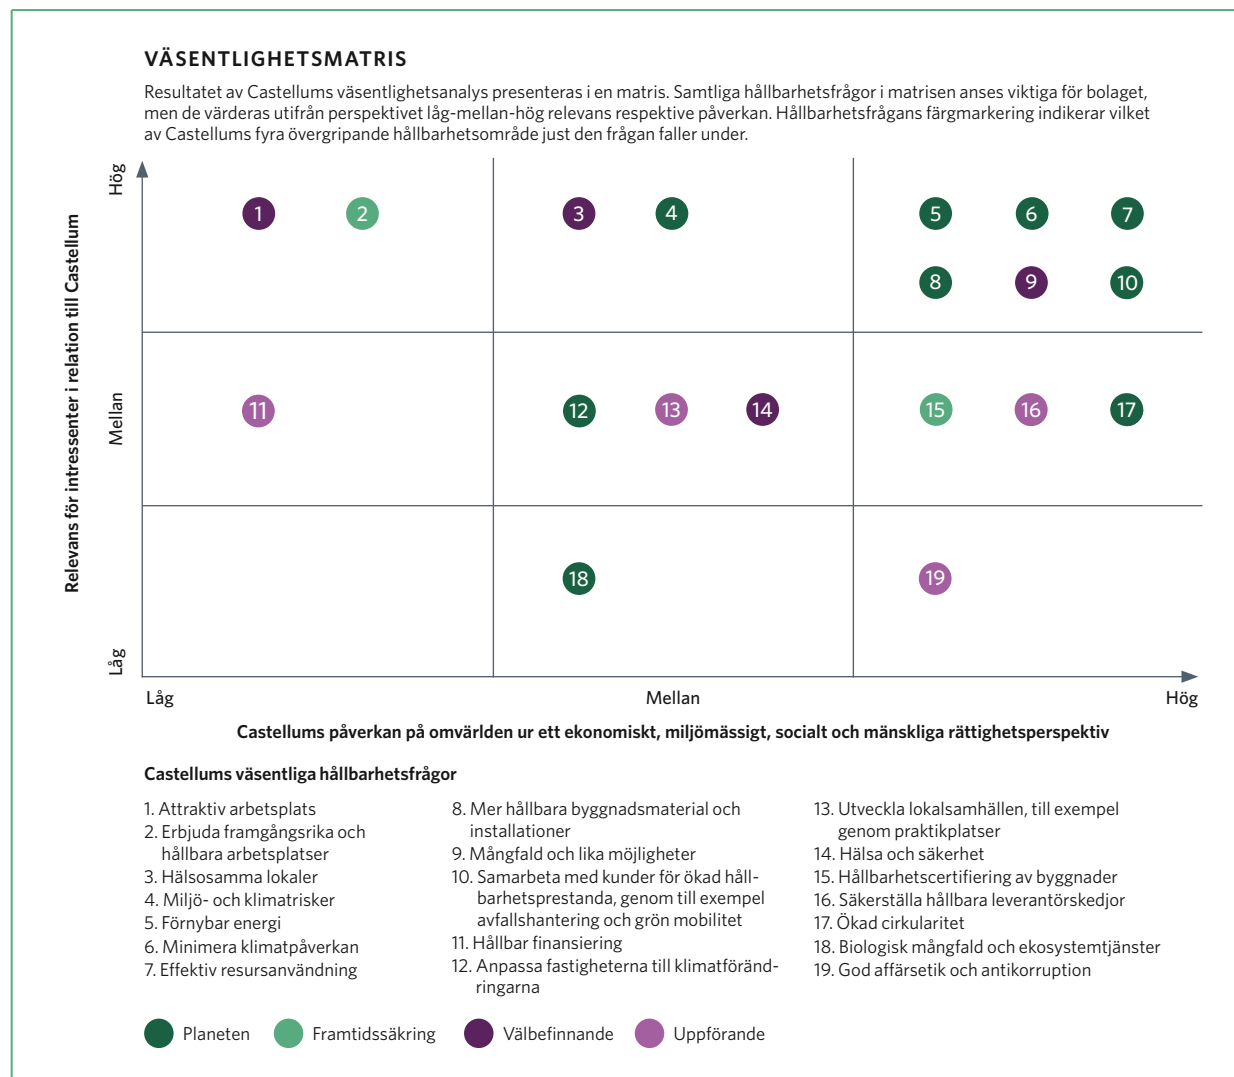 VÄSENTLIGHETSMATRIS
Resultatet av Castellums väsentlighetsanalys presenteras i en matris. Samtliga hållbarhetsfrågor i matrisen anses viktiga för bolaget,
men de värderas utifrån perspektivet låg-mellan-hög relevans respektive påverkan. Hållbarhetsfrågans färgmarkering indikerar vilket
av Castellums fyra övergripande hållbarhetsområde just den frågan faller under.
Relevans för intressenter i relation till Castellum
Hög
Mellan
Låg
1 2 3 4 5 6 7
8 9 10
11 12 13 14 15 16 17
18 19
Låg Mellan Hög
Castellums påverkan på omvärlden ur ett ekonomiskt, miljömässigt, socialt och mänskliga rättighetsperspektiv
Castellums väsentliga hållbarhetsfrågor
1. Attraktiv arbetsplats
2. Erbjuda framgångsrika och
hållbara arbetsplatser
3. Hälsosamma lokaler
4. Miljö- och klimatrisker
5. Förnybar energi
6. Minimera klimatpåverkan
7. Effektiv resursanvändning
8. Mer hållbara byggnadsmaterial och
installationer
9. Mångfald och lika möjligheter
10. Samarbeta med kunder för ökad håll-
barhetsprestanda, genom till exempel
avfallshantering och grön mobilitet
11. Hållbar finansiering
12. Anpassa fastigheterna till klimatföränd-
ringarna
13. Utveckla lokalsamhällen, till exempel
genom praktikplatser
14. Hälsa och säkerhet
15. Hållbarhetscertifiering av byggnader
16. Säkerställa hållbara leverantörskedjor
17. Ökad cirkularitet
18. Biologisk mångfald och ekosystemtjänster
19. God affärsetik och antikorruption
Planeten Framtidssäkring Välbefinnande Uppförande